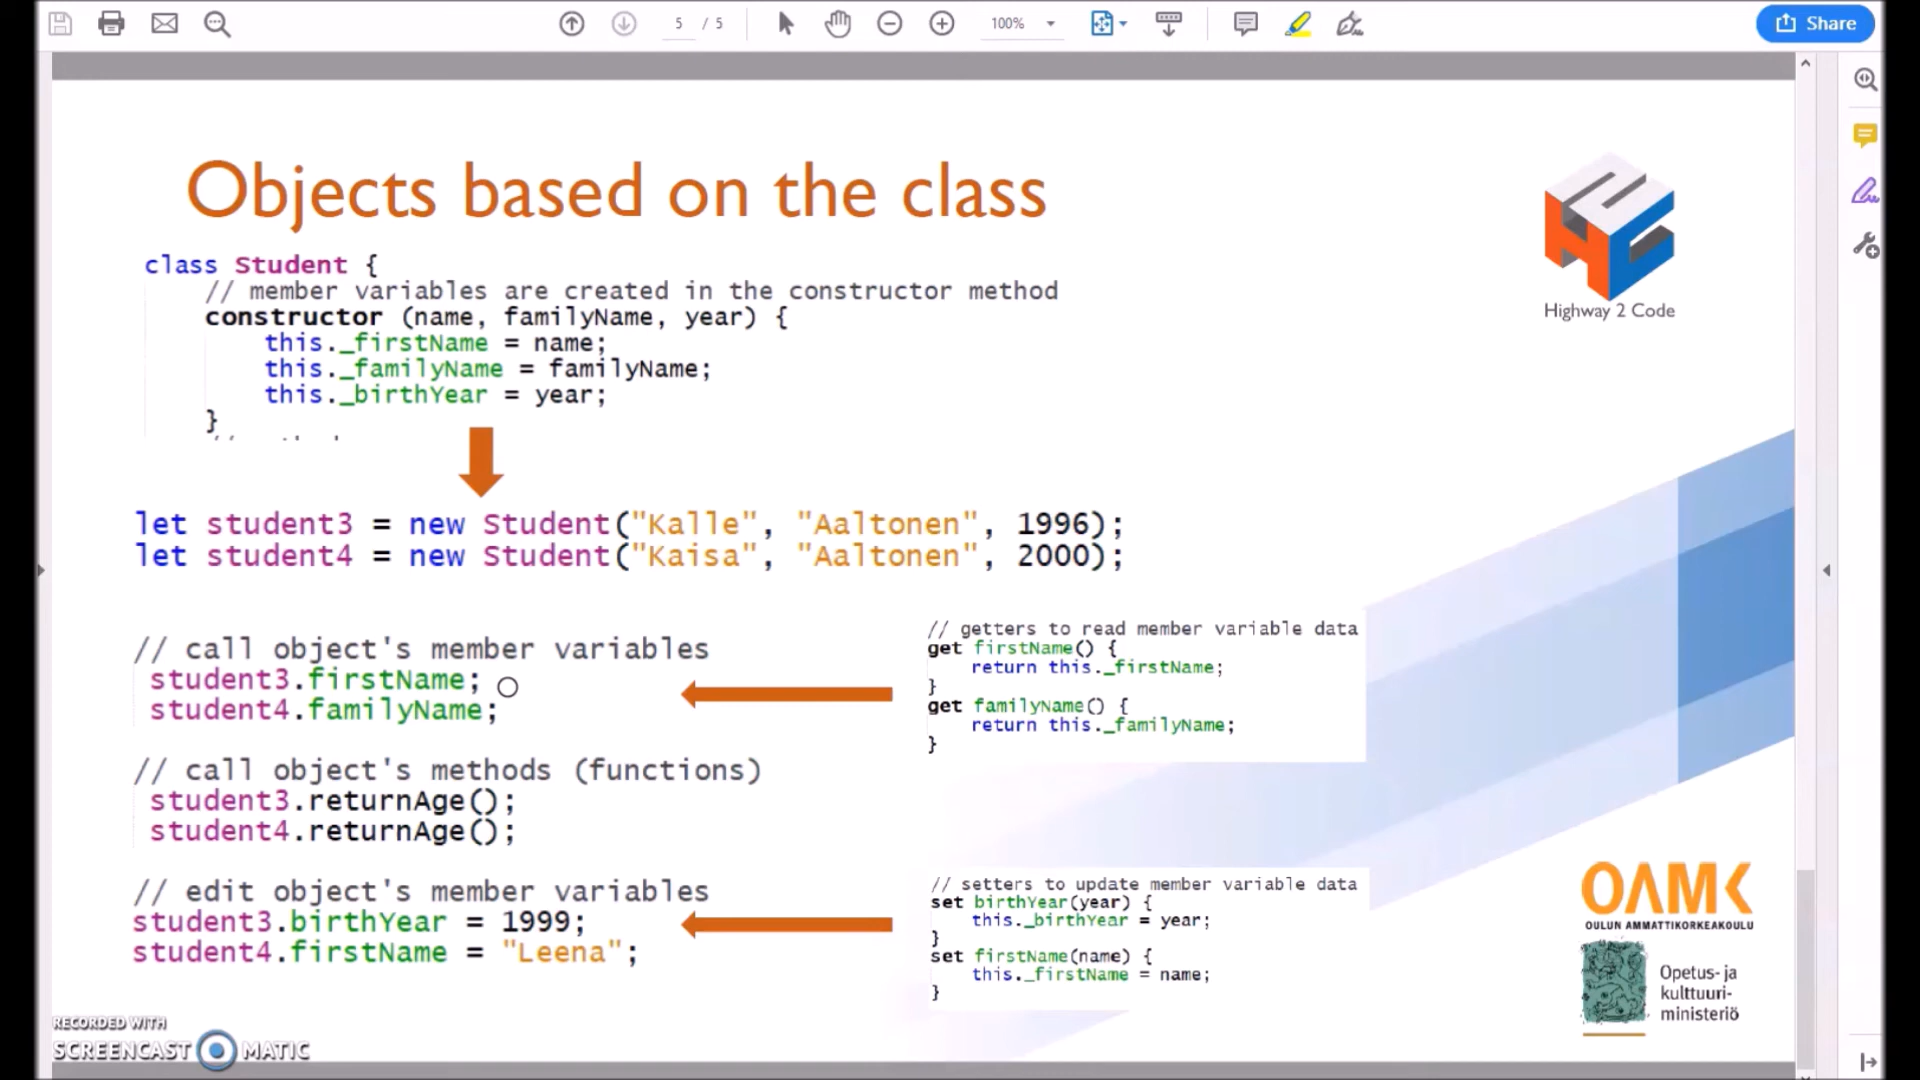 5 / 5
100%
Share
Objects based on the class
class Student {
// member variables are created in the constructor method
constructor (name, familyName, year) {
this._firstName = name;
this._familyName = familyName;
this._birthYear = year;
}
Highway 2 Code
let student3 = new Student("Kalle", "Aaltonen", 1996);
let student4 = new Student("Kaisa", "Aaltonen", 2000);
// call object's member variables
student3.firstName;
student4.familyName;
// getters to read member variable data
get firstName() {
return this._firstName;
}
get familyName() {
return this._familyName;
}
// call object's methods (functions)
student3.returnAge();
student4.returnAge();
// edit object's member variables
student3.birthYear = 1999;
student4.firstName = "Leena";
// setters to update member variable data
set birthYear(year) {
this._birthYear = year;
}
set firstName(name) {
this._firstName = name;
}
OAMK
OULUN AMMATTIKORKEAKOULU
Opetus- ja
kulttuuri-
ministeriö
RECORDED WITH
SCREENCAST MATIC